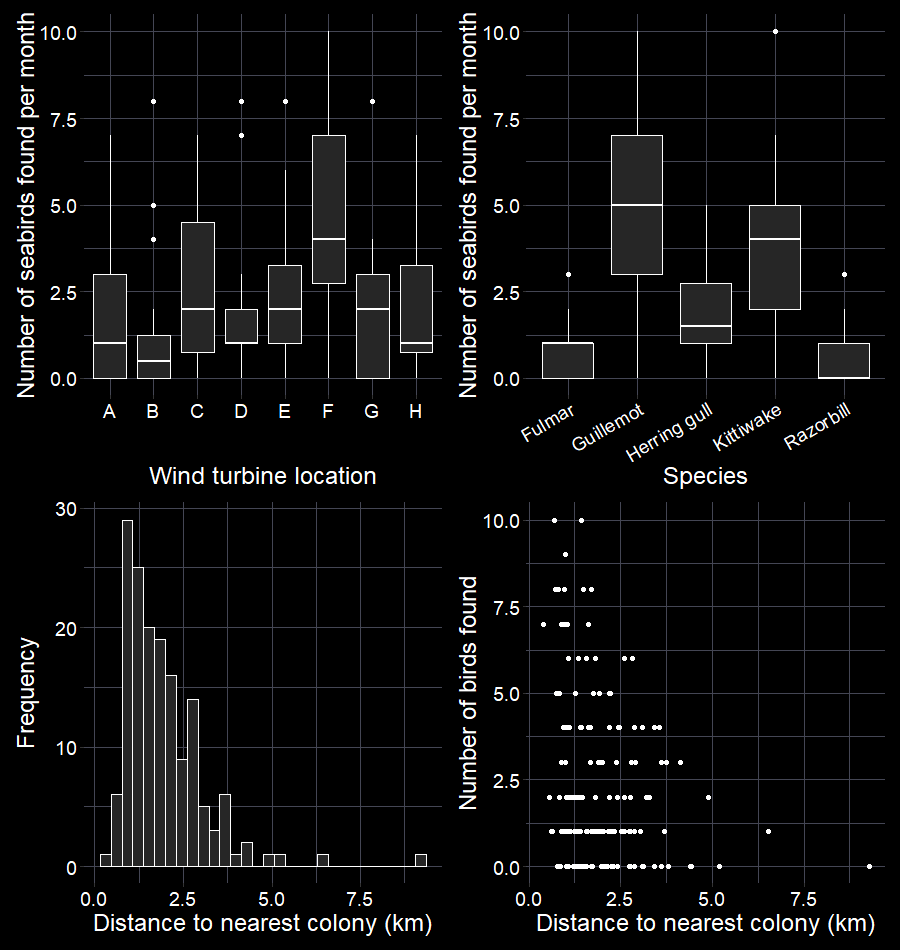 Number of seabirds found per month
10.0
7.5
5.0
2.5
0.0
A B C D E F G H
Wind turbine location
Number of seabirds found per month
10.0
7.5
5.0
2.5
0.0
Fulmar Guillemot Herring gull Kittiwake Razorbill
Species
Frequency
30
20
10
0
0.0 2.5 5.0 7.5
Distance to nearest colony (km)
Number of birds found
10.0
7.5
5.0
2.5
0.0
0.0 2.5 5.0 7.5
Distance to nearest colony (km)